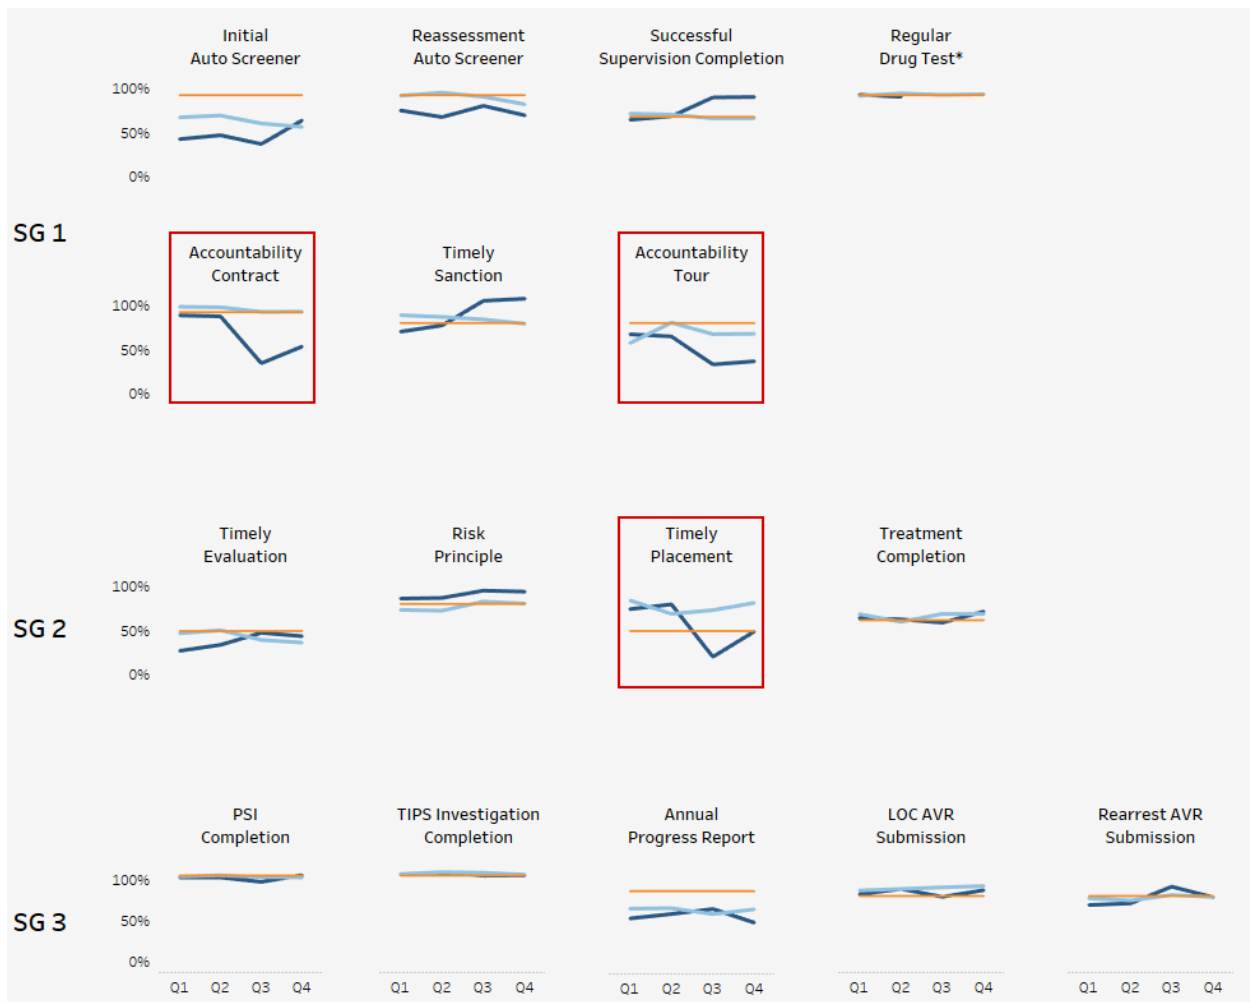 Initial
Auto Screener
Reassessment
Auto Screener
Successful
Supervision Completion
Regular
Drug Test*
100%
50%
0%
SG 1
Accountability
Contract
Timely
Sanction
Accountability
Tour
100%
50%
0%
Timely
Evaluation
Risk
Principle
Timely
Placement
Treatment
Completion
100%
50%
0%
SG 2
PSI
Completion
TIPS Investigation
Completion
Annual
Progress Report
LOC AVR
Submission
Rearrest AVR
Submission
100%
50%
0%
SG 3
Q1 Q2 Q3 Q4 Q1 Q2 Q3 Q4 Q1 Q2 Q3 Q4 Q1 Q2 Q3 Q4 Q1 Q2 Q3 Q4